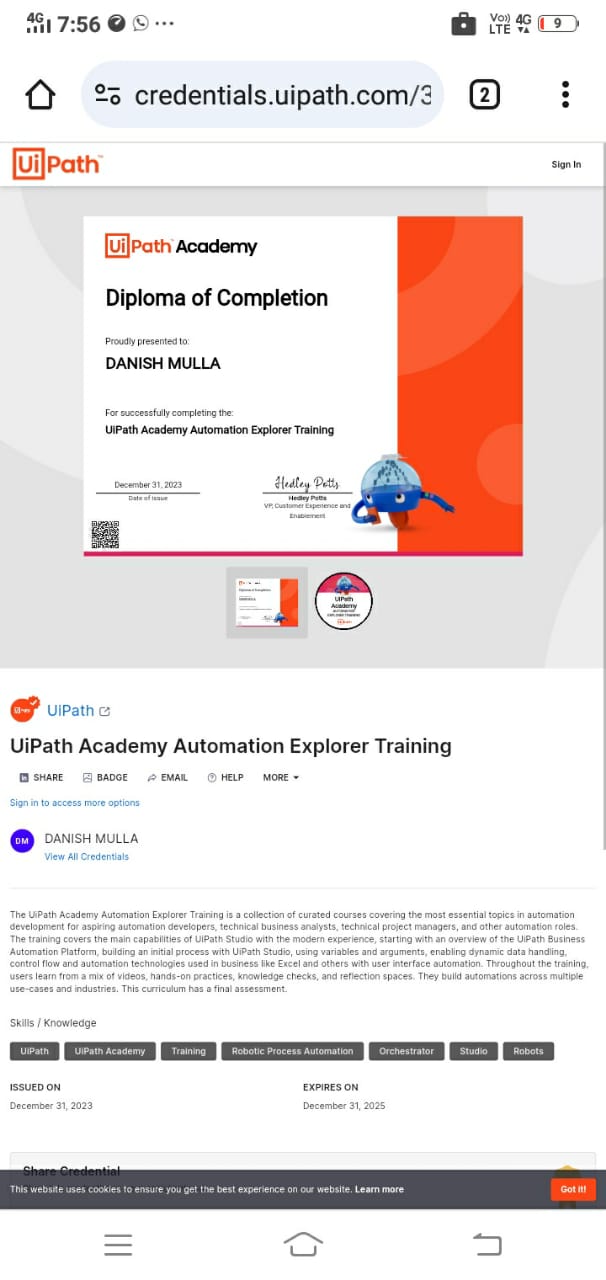 4G 7:56 ... Vo)) LTE 4G 9
credentials.uipath.com/3 2
UiPath Sign In
UiPath Academy
Diploma of Completion
Proudly presented to:
DANISH MULLA
For successfully completing the:
UiPath Academy Automation Explorer Training
December 31, 2023 Hedley Potts
Date of issue Hedley Potts
VP, Customer Experience and
Enablement
UiPath
Academy
AUTOMATION
EXPLORER TRAINING
UiPath
UiPath Academy Automation Explorer Training
SHARE BADGE EMAIL HELP MORE
Sign in to access more options
DM DANISH MULLA
View All Credentials
The UiPath Academy Automation Explorer Training is a collection of curated courses covering the most essential topics in automation
development for aspiring automation developers, technical business analysts, technical project managers, and other automation roles.
The training covers the main capabilities of UiPath Studio with the modern experience, starting with an overview of the UiPath Business
Automation Platform, building an initial process with UiPath Studio, using variables and arguments, enabling dynamic data handling,
control flow and automation technologies used in business like Excel and others with user interface automation. Throughout the training,
users learn from a mix of videos, hands-on practices, knowledge checks, and reflection spaces. They build automations across multiple
use-cases and industries. This curriculum has a final assessment.
Skills / Knowledge
UiPath UiPath Academy Training Robotic Process Automation Orchestrator Studio Robots
ISSUED ON EXPIRES ON
December 31, 2023 December 31, 2025
Share Credential
This website uses cookies to ensure you get the best experience on our website. Learn more Got it!